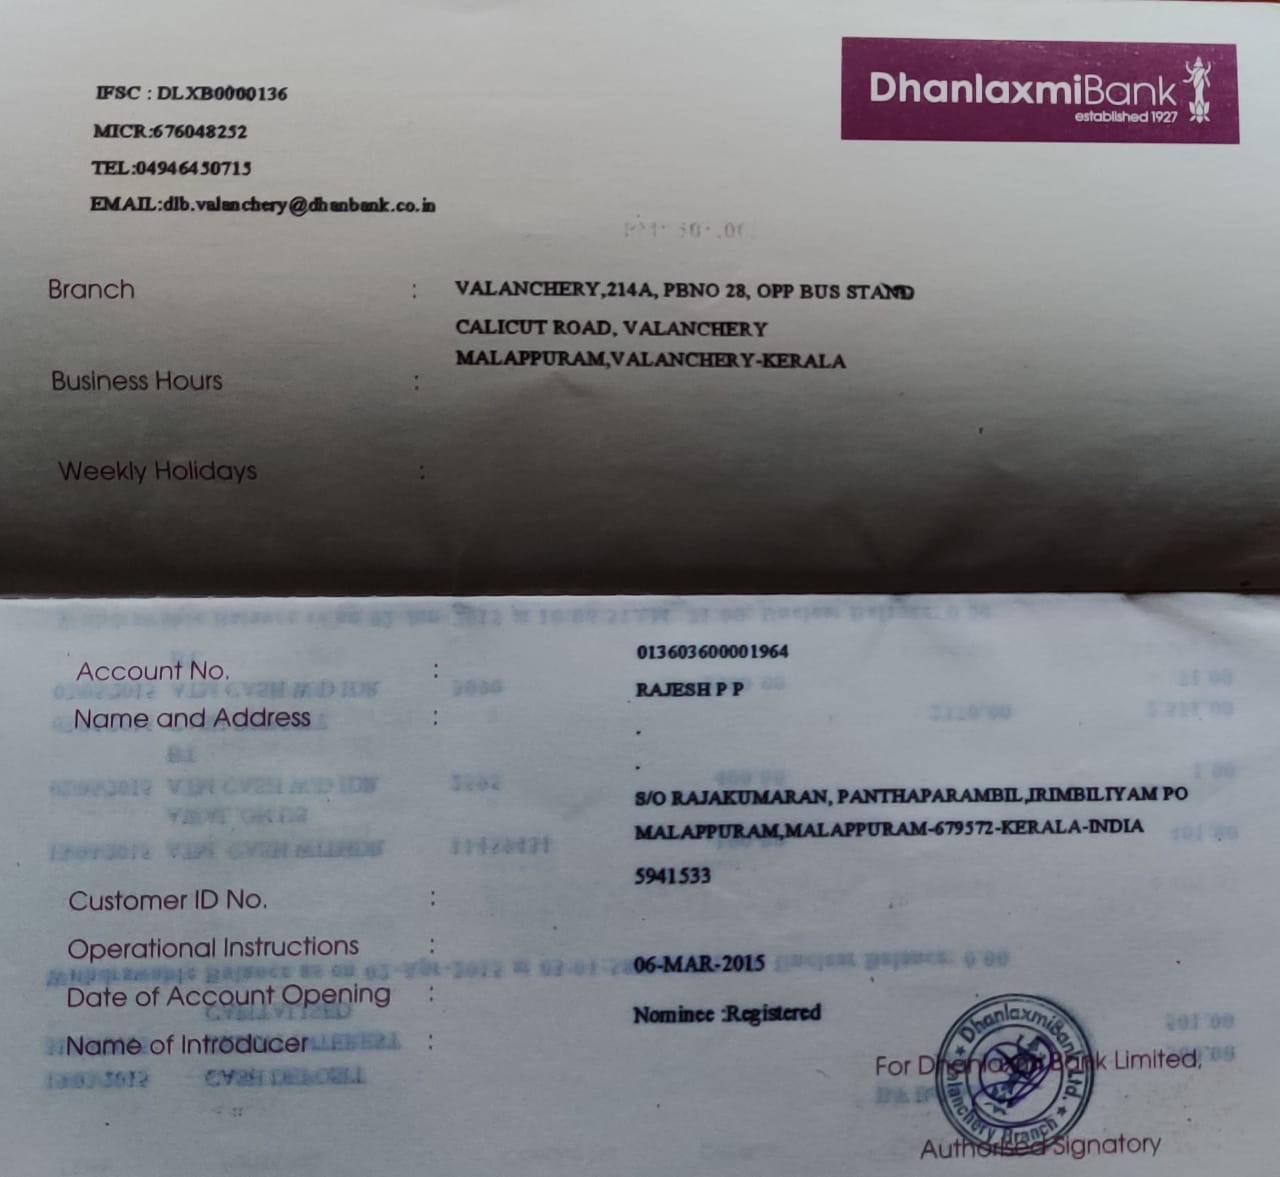 DhanlaxmiBank
established 1927
IFSC : DLXB0000136
MICR:676048252
TEL:04946450715
EMAIL:dlb.valanchery@dhanbank.co.in
Branch : VALANCHERY,214A, PBNO 28, OPP BUS STAND
CALICUT ROAD, VALANCHERY
MALAPPURAM,VALANCHERY-KERALA
Business Hours :
Weekly Holidays :
013603600001964
Account No. :
RAJESH P P
Name and Address :
.
.
S/O RAJAKUMARAN, PANTHAPARAMBIL,IRIMBILIYAM PO
MALAPPURAM,MALAPPURAM-679572-KERALA-INDIA
5941533
Customer ID No. :
Operational Instructions :
06-MAR-2015
Date of Account Opening :
Nominee :Registered
Name of Introducer :
For Dhanlaxmi Bank Limited,
DhanlaxmiBank Ltd.
Valanchery Branch
Authorised Signatory